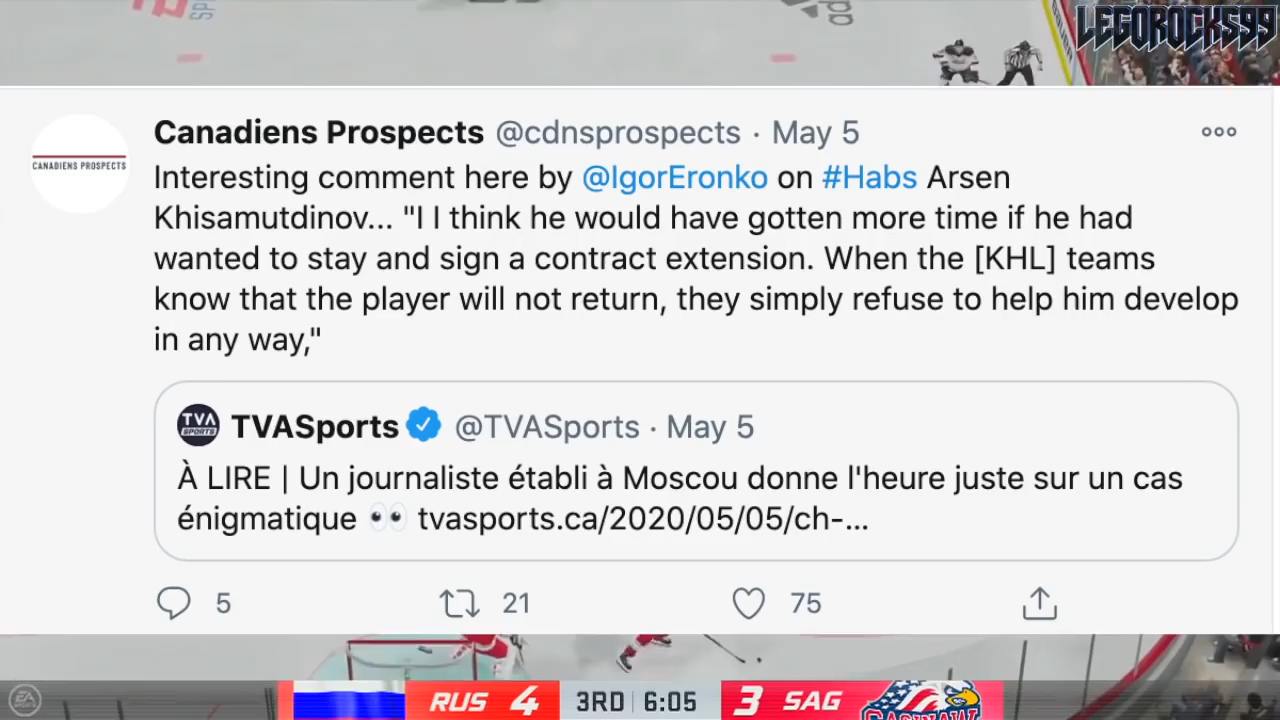 LEGOROCKS99
Canadiens Prospects @cdnsprospects · May 5
CANADIENS PROSPECTS
Interesting comment here by @IgorEronko on #Habs Arsen
Khisamutdinov... "I I think he would have gotten more time if he had
wanted to stay and sign a contract extension. When the [KHL] teams
know that the player will not return, they simply refuse to help him develop
in any way,"
TVA SPORTS
TVASports @TVASports · May 5
À LIRE | Un journaliste établi à Moscou donne l'heure juste sur un cas
énigmatique 👀 tvasports.ca/2020/05/05/ch-...
5 21 75
EA SPORTS
RUS 4 3RD 6:05 3 SAG